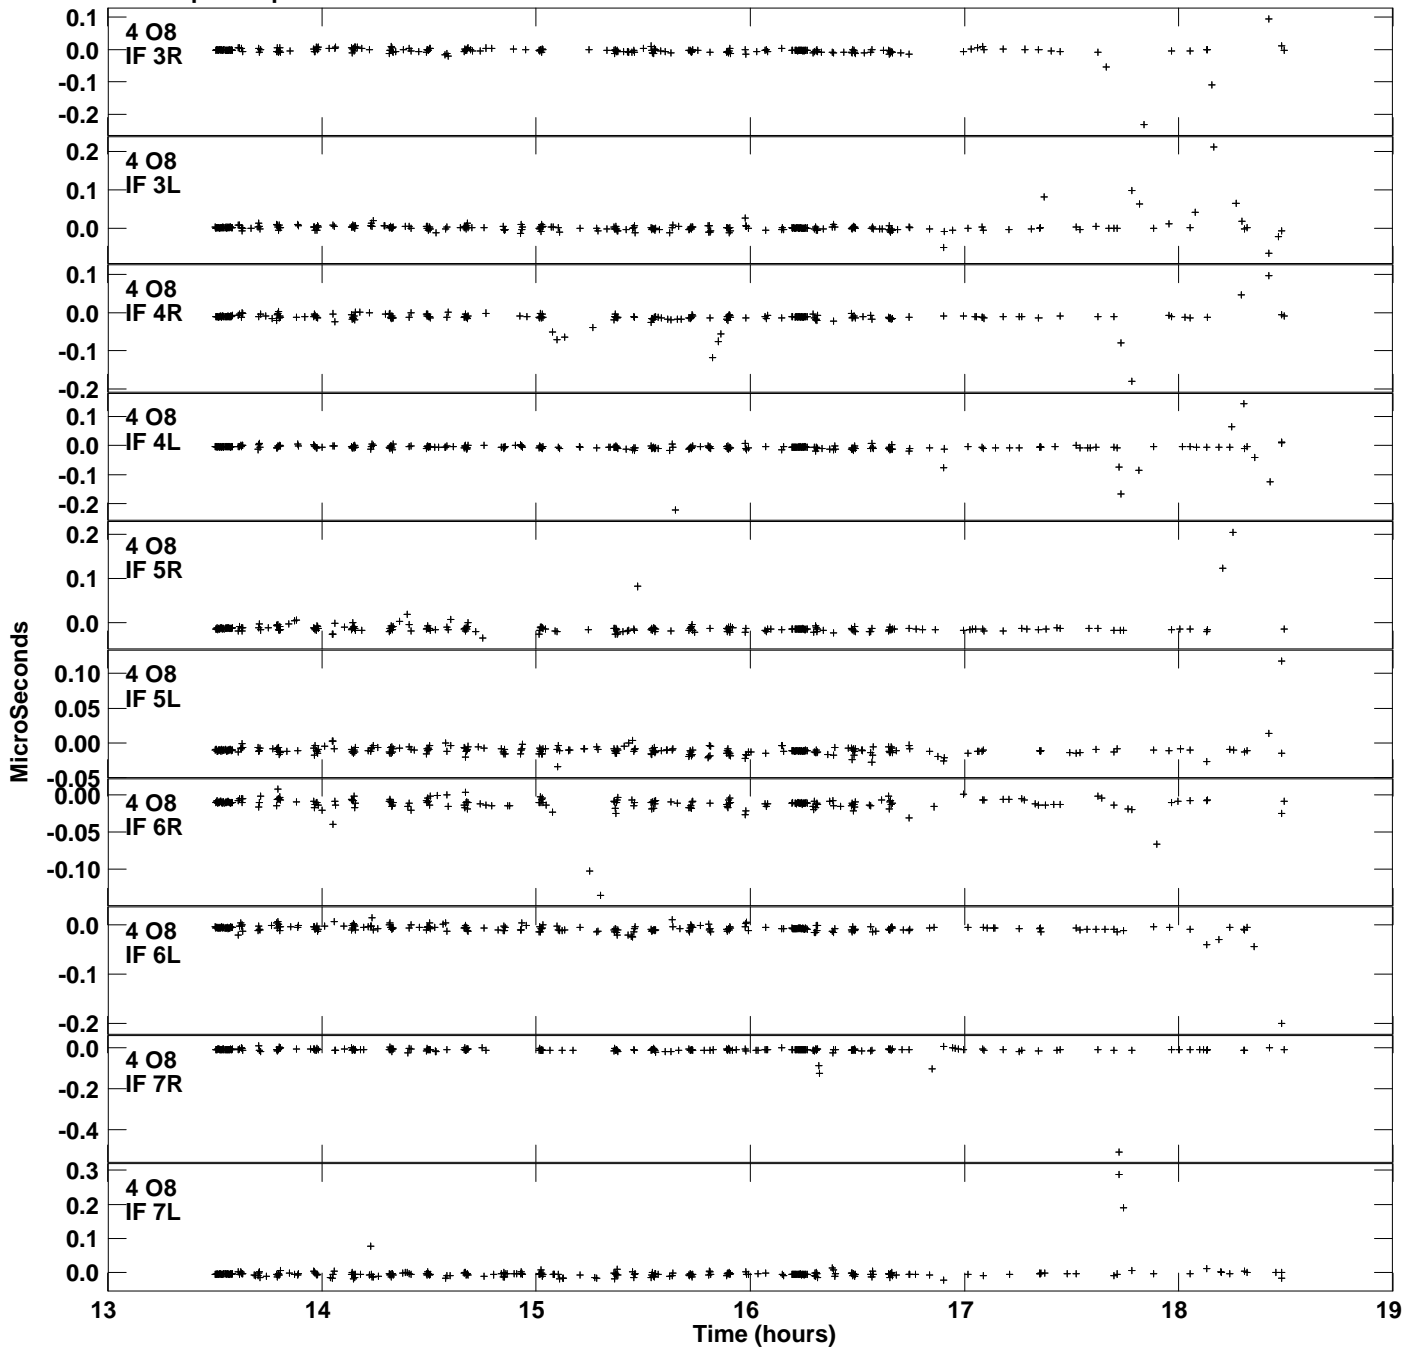 0.1
0.0
-0.1
-0.2
4 O8
IF 3R
0.2
0.1
0.0
4 O8
IF 3L
0.1
0.0
-0.1
-0.2
4 O8
IF 4R
0.1
0.0
-0.1
-0.2
4 O8
IF 4L
0.2
0.1
0.0
4 O8
IF 5R
0.10
0.05
0.00
-0.05
4 O8
IF 5L
0.00
-0.05
-0.10
4 O8
IF 6R
0.0
-0.1
-0.2
4 O8
IF 6L
0.0
-0.2
-0.4
4 O8
IF 7R
0.3
0.2
0.1
0.0
4 O8
IF 7L
MicroSeconds
13 14 15 16 17 18 19
Time (hours)